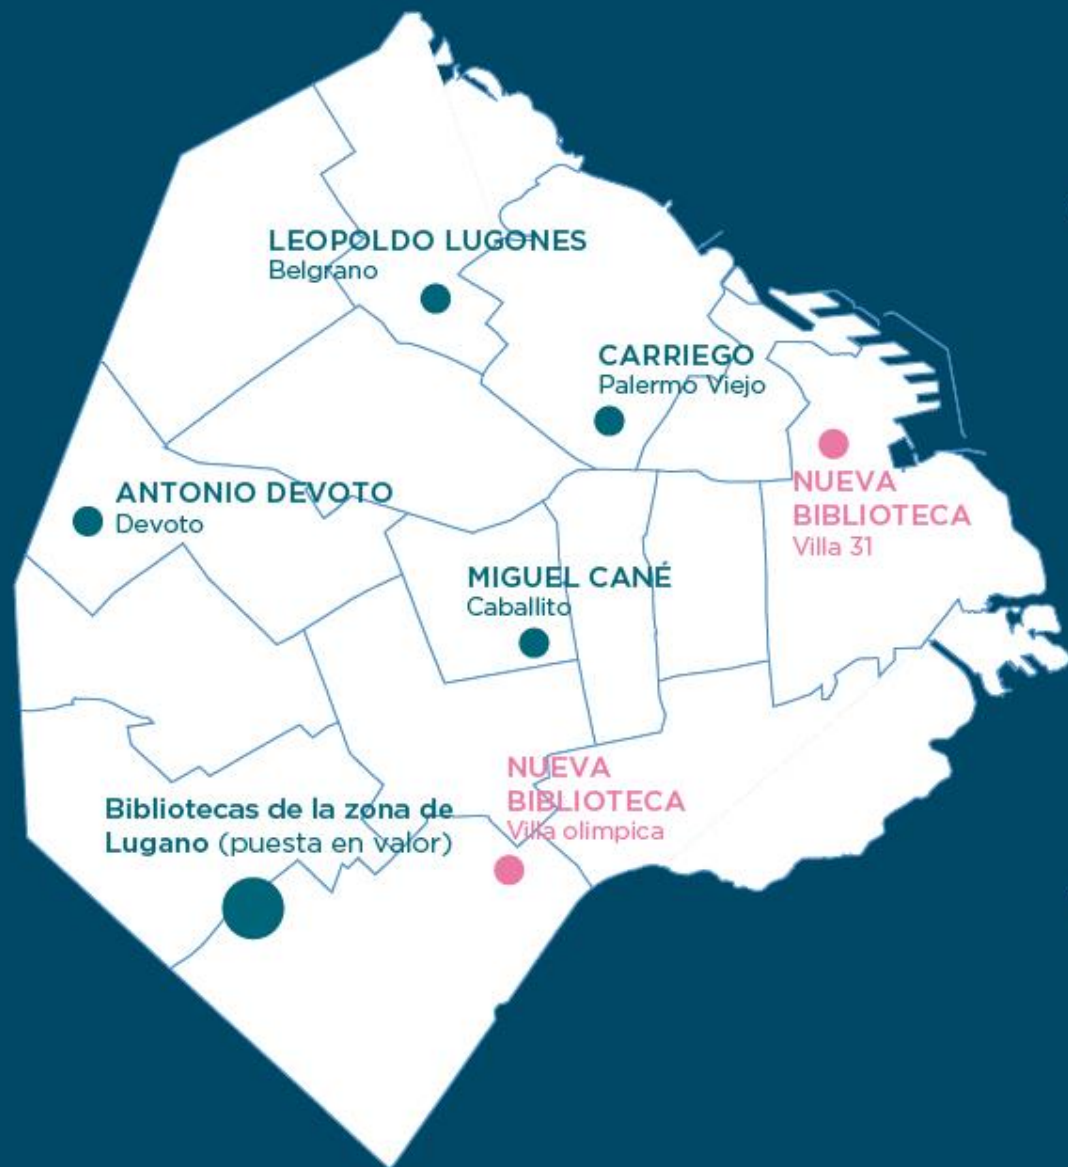 LEOPOLDO LUGONES
Belgrano
CARRIEGO
Palermo Viejo
ANTONIO DEVOTO
Devoto
NUEVA
BIBLIOTECA
Villa 31
MIGUEL CANÉ
Caballito
NUEVA
BIBLIOTECA
Villa olimpica
Bibliotecas de la zona de
Lugano (puesta en valor)